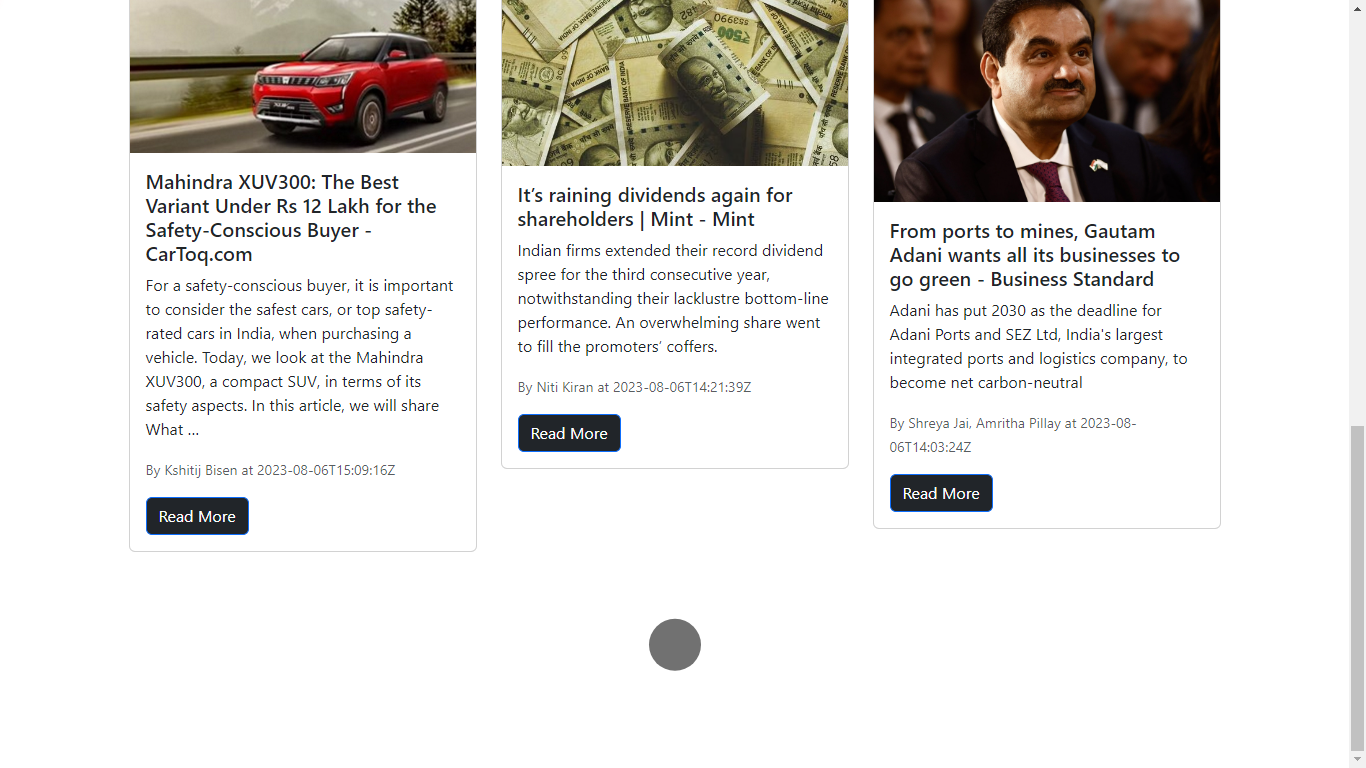 Mahindra XUV300: The Best
Variant Under Rs 12 Lakh for the
Safety-Conscious Buyer -
CarToq.com
For a safety-conscious buyer, it is important
to consider the safest cars, or top safety-
rated cars in India, when purchasing a
vehicle. Today, we look at the Mahindra
XUV300, a compact SUV, in terms of its
safety aspects. In this article, we will share
What …
By Kshitij Bisen at 2023-08-06T15:09:16Z
Read More
₹500
RESERVE BANK OF INDIA
It’s raining dividends again for
shareholders | Mint - Mint
Indian firms extended their record dividend
spree for the third consecutive year,
notwithstanding their lacklustre bottom-line
performance. An overwhelming share went
to fill the promoters’ coffers.
By Niti Kiran at 2023-08-06T14:21:39Z
Read More
From ports to mines, Gautam
Adani wants all its businesses to
go green - Business Standard
Adani has put 2030 as the deadline for
Adani Ports and SEZ Ltd, India's largest
integrated ports and logistics company, to
become net carbon-neutral
By Shreya Jai, Amritha Pillay at 2023-08-
06T14:03:24Z
Read More